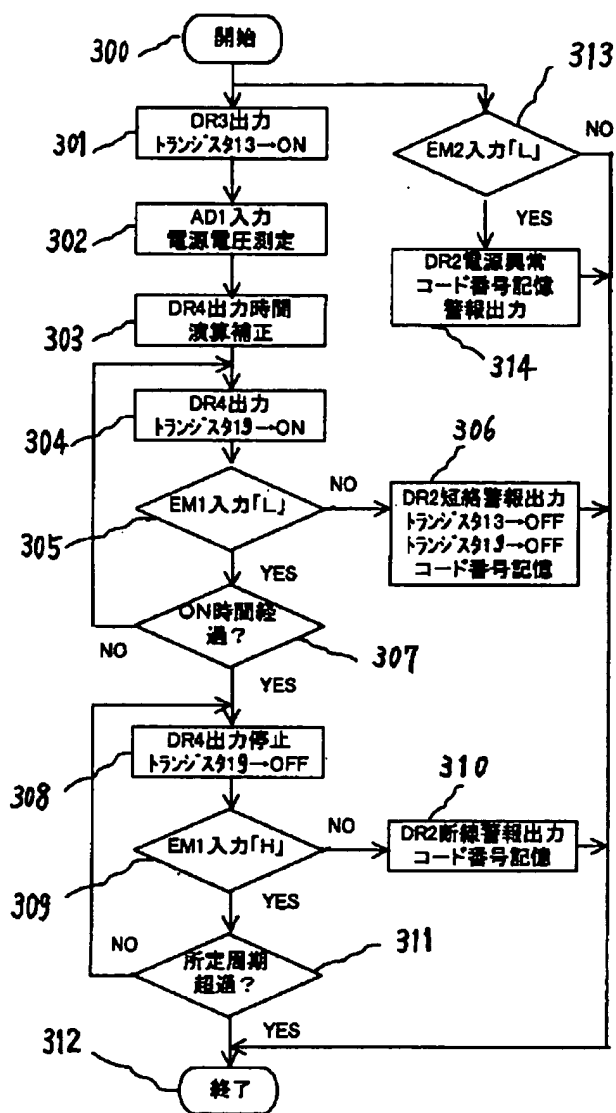 300
開始
313
301
DR3出力
トランジスタ13→ON
EM2入力「L」
NO
YES
302
AD1入力
電源電圧測定
DR2電源異常
コード番号記憶
警報出力
314
303
DR4出力時間
演算補正
304
DR4出力
トランジスタ19→ON
306
305
EM1入力「L」
NO
YES
DR2短絡警報出力
トランジスタ13→OFF
トランジスタ19→OFF
コード番号記憶
ON時間経
過?
307
NO
YES
308
DR4出力停止
トランジスタ19→OFF
310
309
EM1入力「H」
NO
YES
DR2断線警報出力
コード番号記憶
所定周期
超過?
311
NO
YES
312
終了